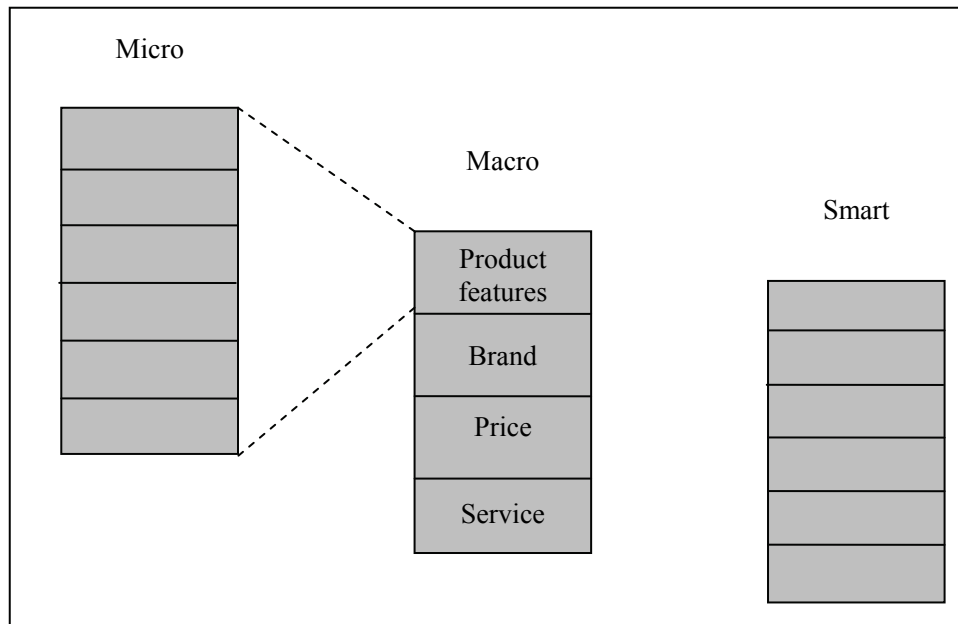 Micro
Macro
Smart
Product
features
Brand
Price
Service